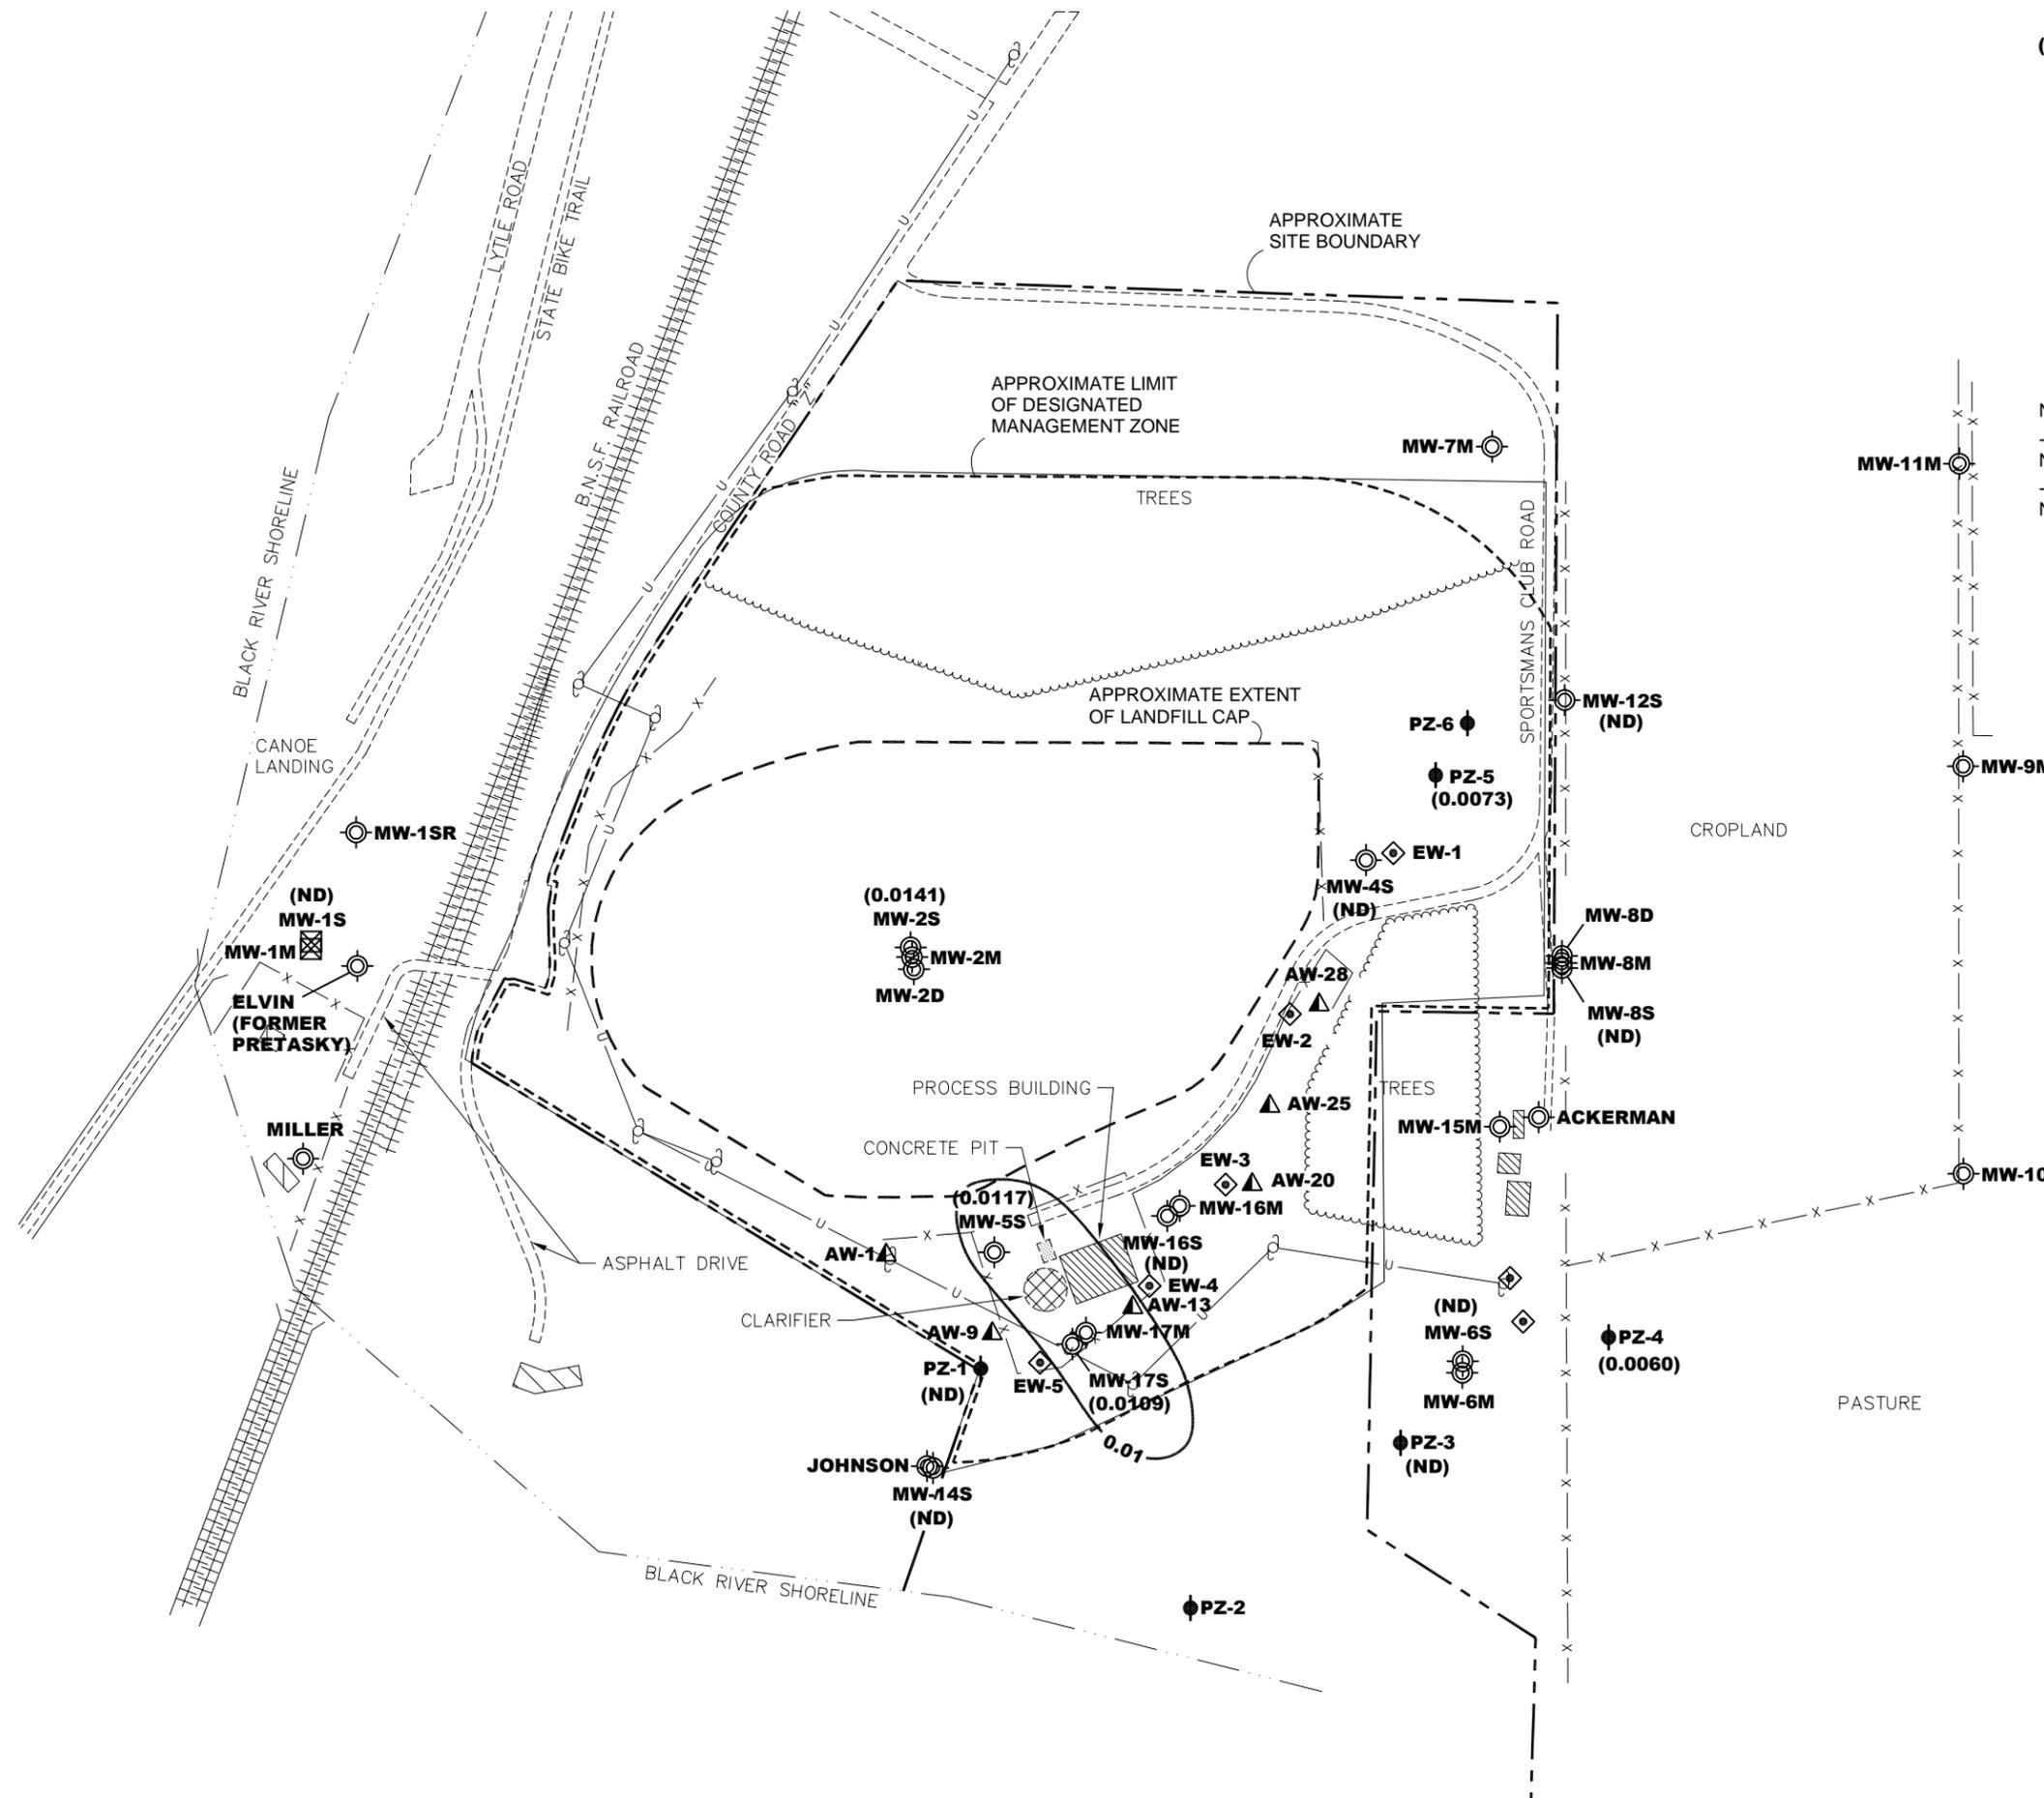 LYTLE ROAD
STATE BIKE TRAIL
APPROXIMATE
SITE BOUNDARY
B.N.S.F. RAILROAD
COUNTY ROAD "Z"
APPROXIMATE LIMIT
OF DESIGNATED
MANAGEMENT ZONE
MW-7M
MW-11M
TREES
BLACK RIVER SHORELINE
SPORTSMANS CLUB ROAD
APPROXIMATE EXTENT
OF LANDFILL CAP
MW-12S
(ND)
PZ-6
CANOE
LANDING
PZ-5
(0.0073)
MW-9M
MW-1SR
CROPLAND
EW-1
MW-4S
(ND)
(ND)
MW-1S
MW-1M
(0.0141)
MW-2S
MW-2M
MW-2D
MW-8D
MW-8M
MW-8S
(ND)
AW-28
EW-2
ELVIN
(FORMER
PRETASKY)
PROCESS BUILDING
TREES
AW-25
MW-15M
ACKERMAN
MILLER
CONCRETE PIT
EW-3
AW-20
MW-10
(0.0117)
MW-5S
MW-16M
MW-16S
(ND)
AW-1
ASPHALT DRIVE
EW-4
AW-13
CLARIFIER
AW-9
MW-17M
(ND)
MW-6S
PZ-4
(0.0060)
PZ-1
(ND)
EW-5
MW-17S
(0.0109)
MW-6M
PASTURE
0.01
PZ-3
(ND)
JOHNSON
MW-14S
(ND)
BLACK RIVER SHORELINE
PZ-2